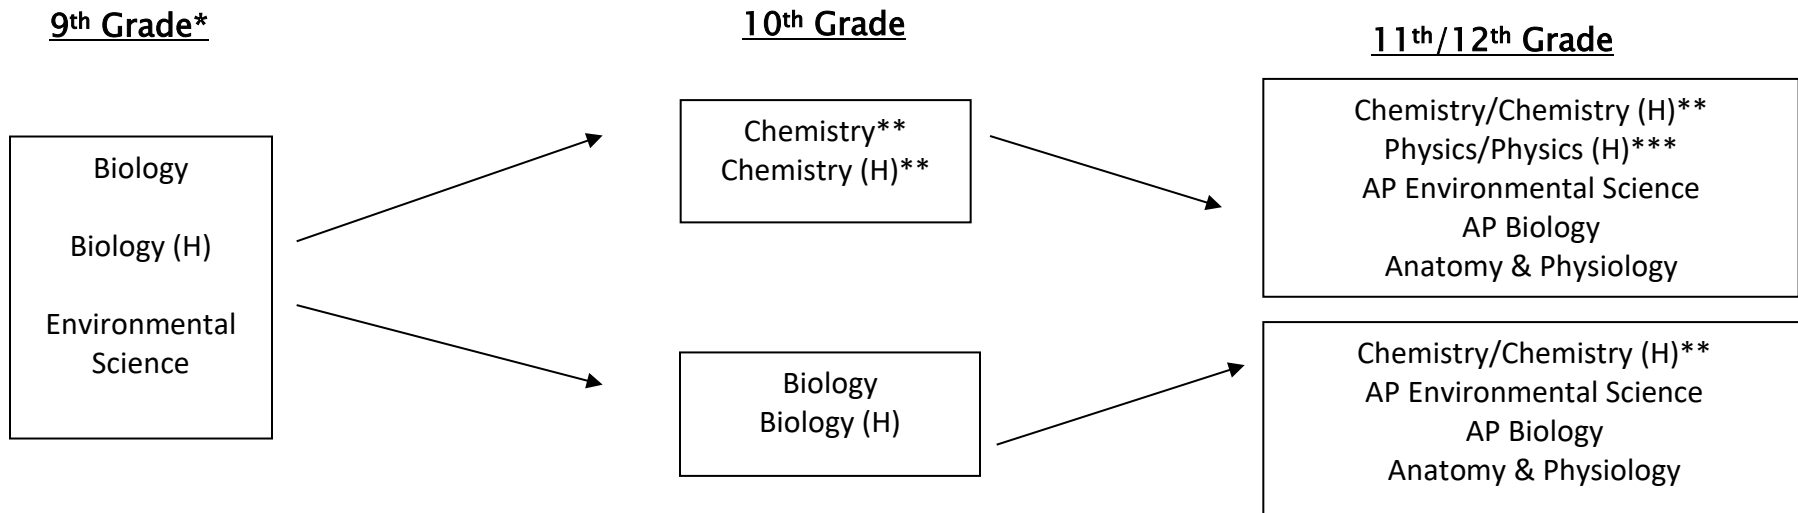 9th Grade*
Biology
Biology (H)
Environmental
Science
10th Grade
Chemistry**
Chemistry (H)**
Biology
Biology (H)
11th/12th Grade
Chemistry/Chemistry (H)**
Physics/Physics (H)***
AP Environmental Science
AP Biology
Anatomy & Physiology
Chemistry/Chemistry (H)**
AP Environmental Science
AP Biology
Anatomy & Physiology